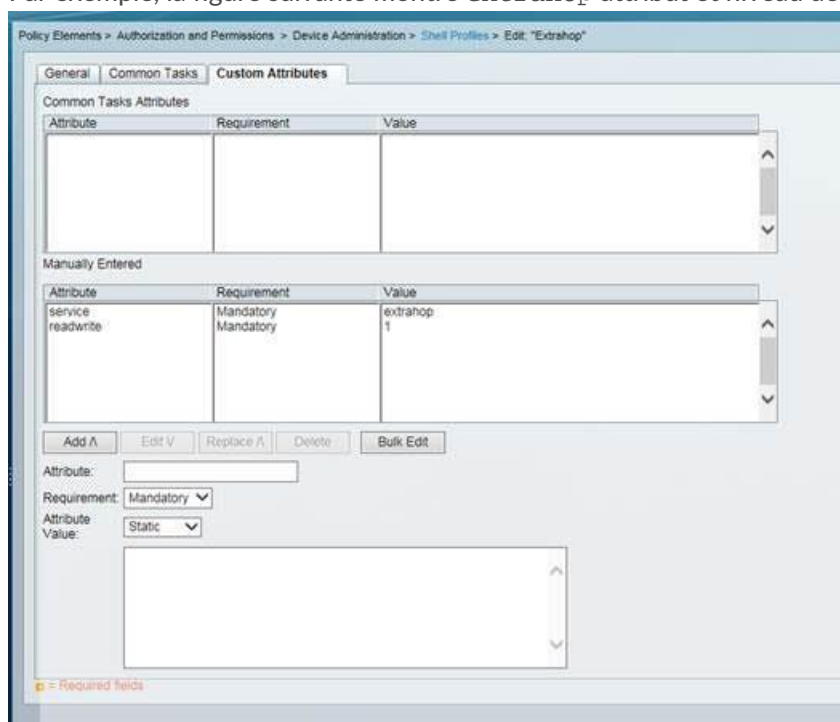 Policy Elements > Authorization and Permissions > Device Administration > Shell Profiles > Edit: "Extrahop"
General Common Tasks Custom Attributes
Common Tasks Attributes
Attribute Requirement Value
Manually Entered
Attribute Requirement Value
service Mandatory extrahop
readwrite Mandatory 1
Add Λ Edit V Replace Λ Delete Bulk Edit
Attribute:
Requirement: Mandatory
Attribute Value: Static
= Required fields